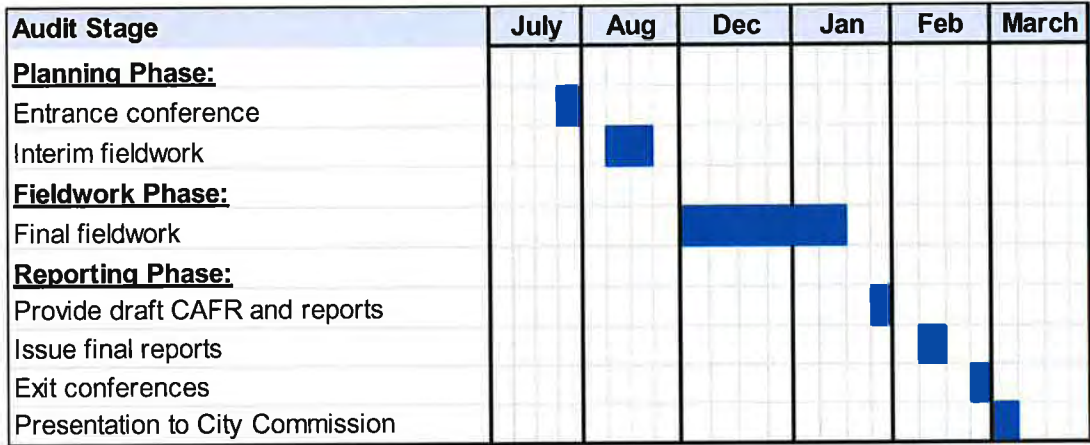 Audit Stage July Aug Dec Jan Feb March
Planning Phase:
Entrance conference
Interim fieldwork
Fieldwork Phase:
Final fieldwork
Reporting Phase:
Provide draft CAFR and reports
Issue final reports
Exit conferences
Presentation to City Commission